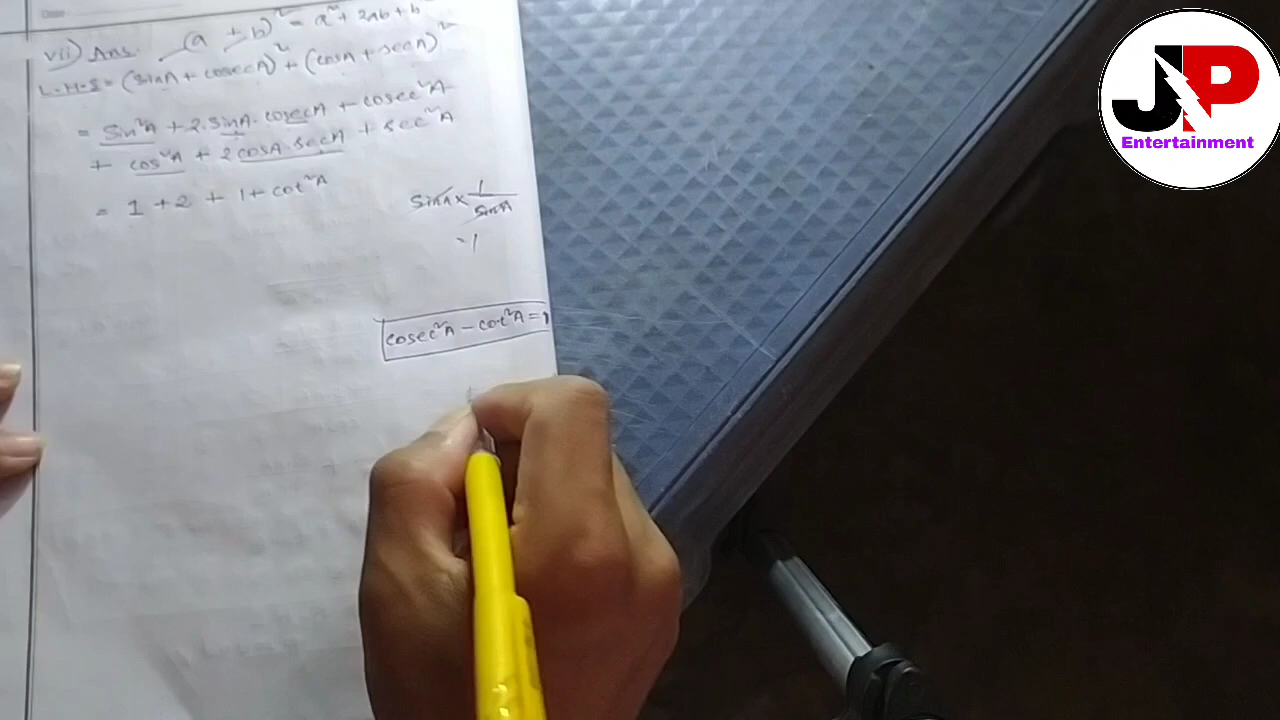 vii) Ans. (a + b)² = a² + 2ab + b
L.H.S = (sinA + cosecA)² + (cosA + secA)²
= sin²A + 2.sinA.cosecA + cosec²A
+ cos²A + 2cosA.secA + sec²A
= 1 + 2 + 1 + cot²A
sinA × 1/sinA
= 1
cosec²A − cot²A = 1
JP
Entertainment